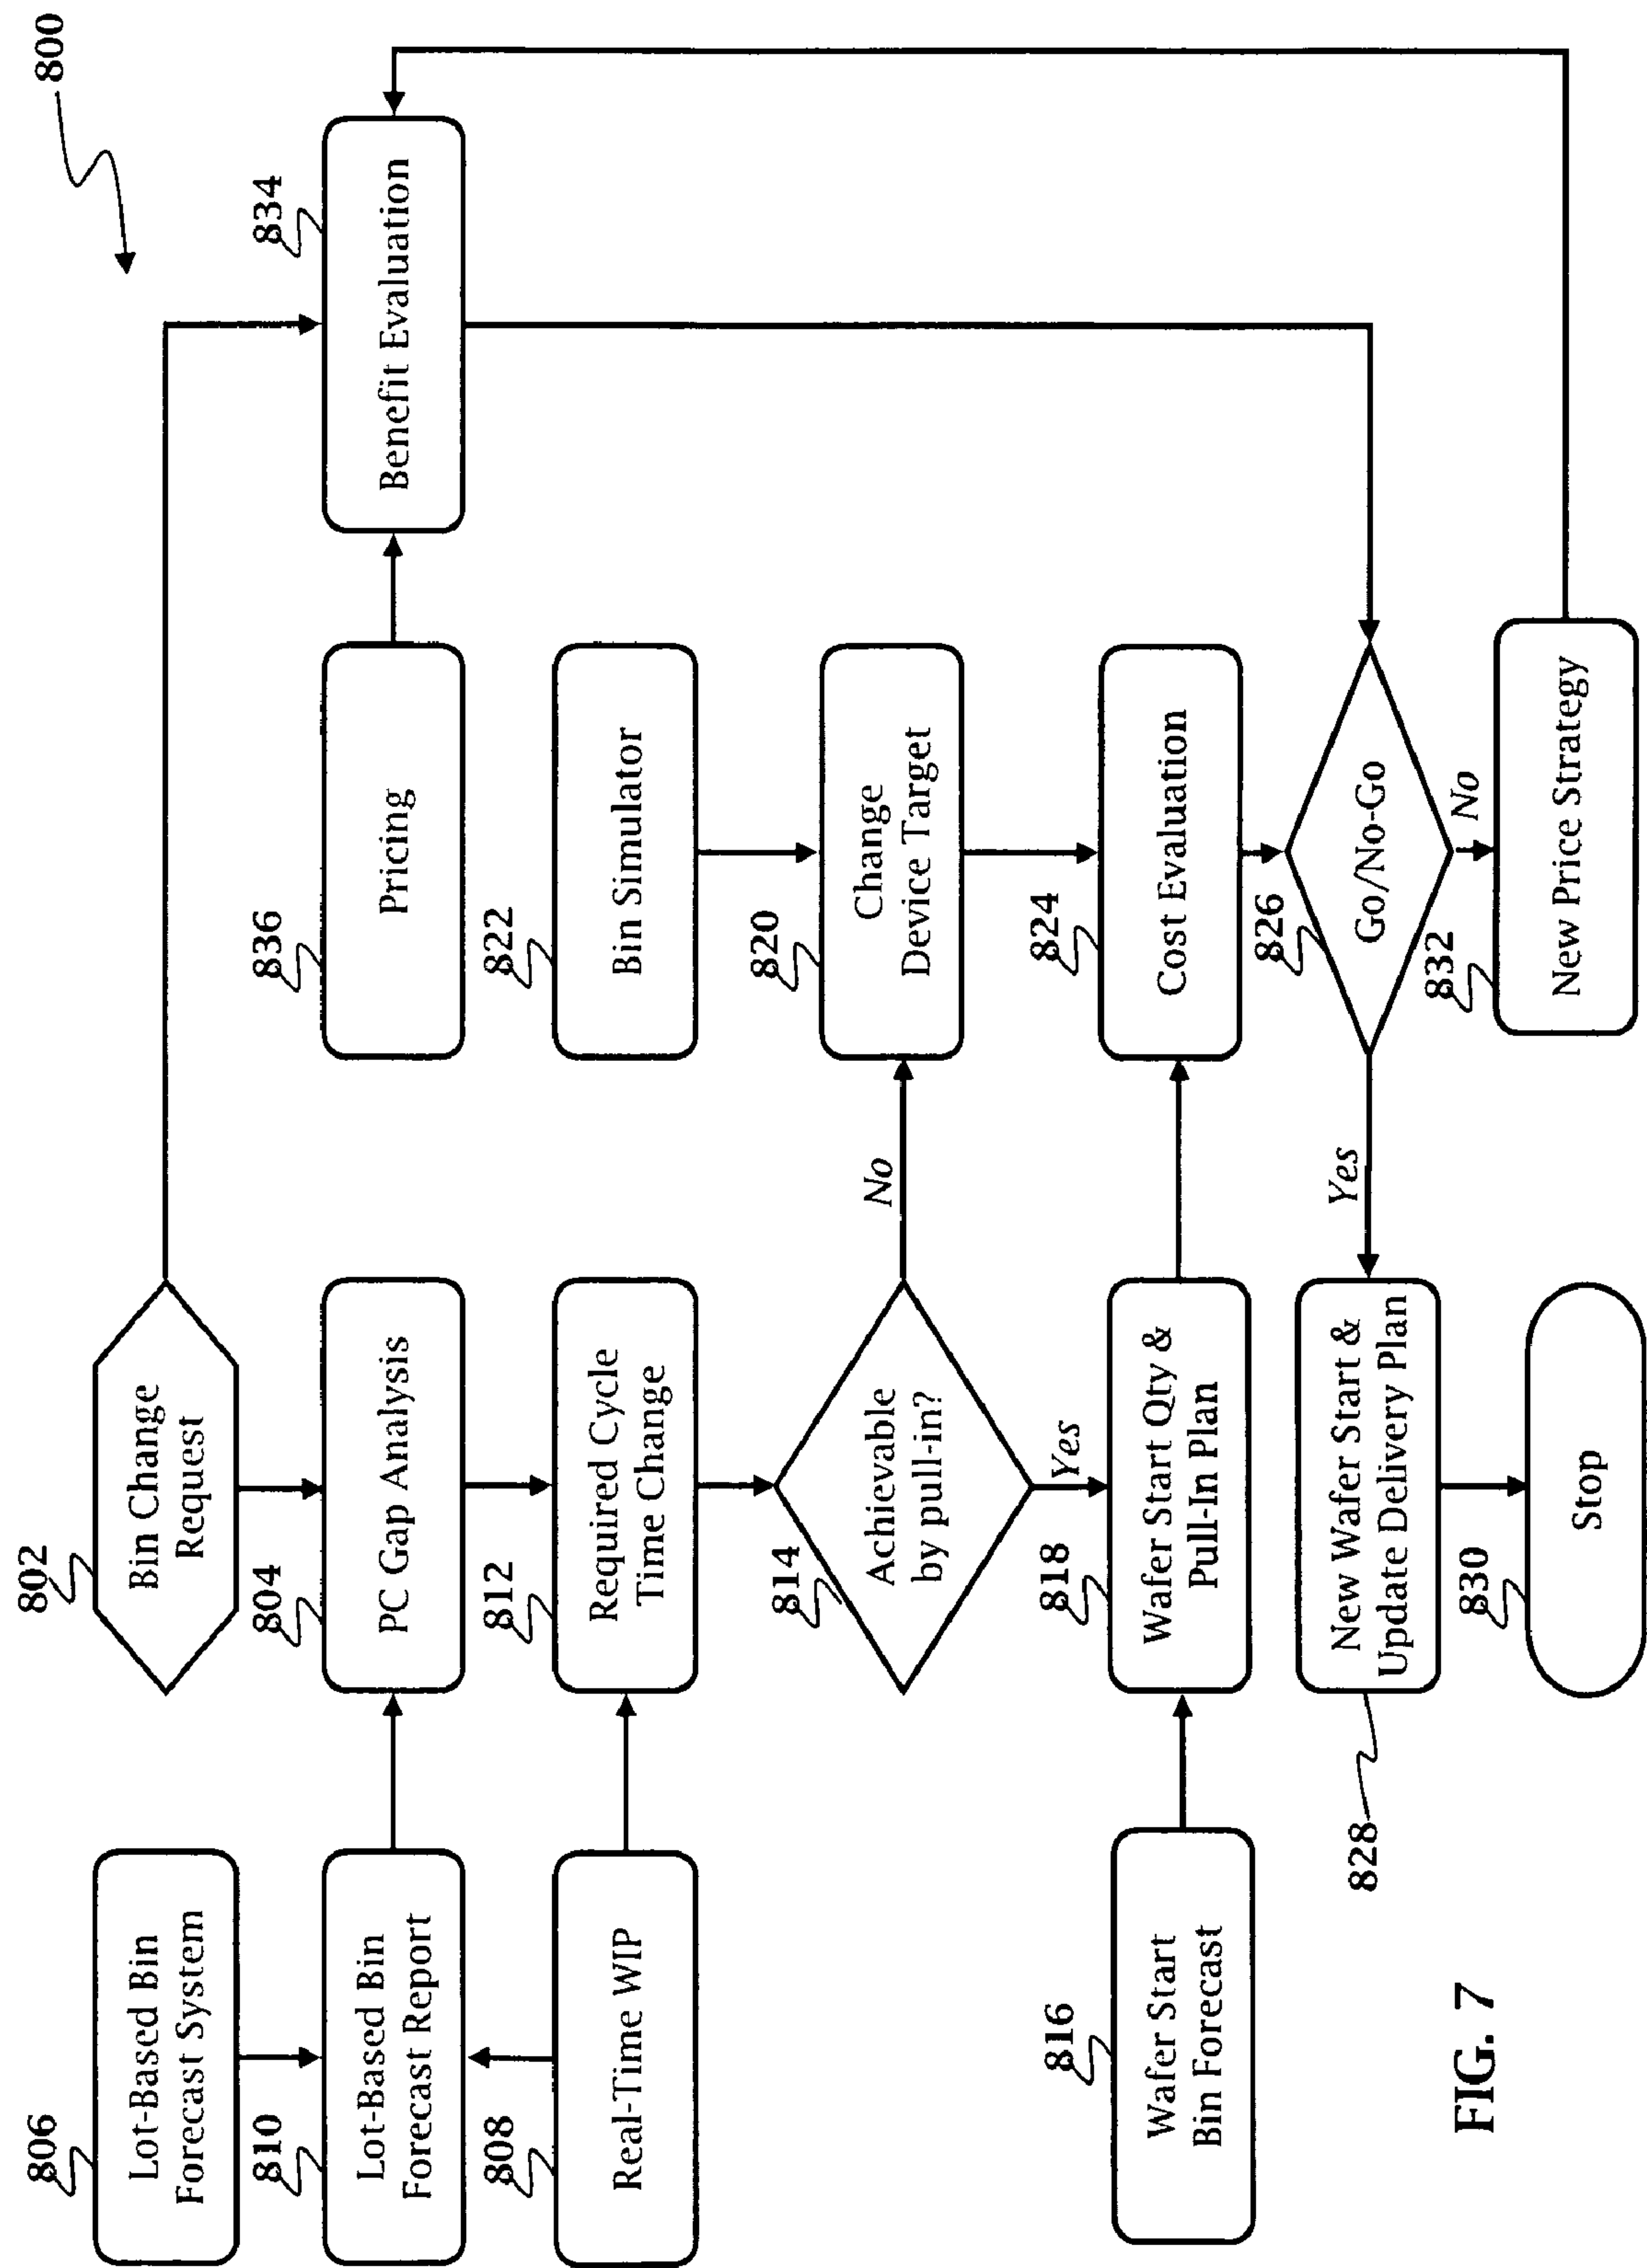 800
806
Lot-Based Bin
Forecast System
802
Bin Change
Request
810
Lot-Based Bin
Forecast Report
804
PC Gap Analysis
836
Pricing
834
Benefit Evaluation
808
Real-Time WIP
812
Required Cycle
Time Change
822
Bin Simulator
814
Achievable
by pull-in?
No
820
Change
Device Target
Yes
816
Wafer Start
Bin Forecast
818
Wafer Start Qty &
Pull-In Plan
824
Cost Evaluation
828
New Wafer Start &
Update Delivery Plan
Yes
826
Go/No-Go
No
830
Stop
832
New Price Strategy
FIG. 7